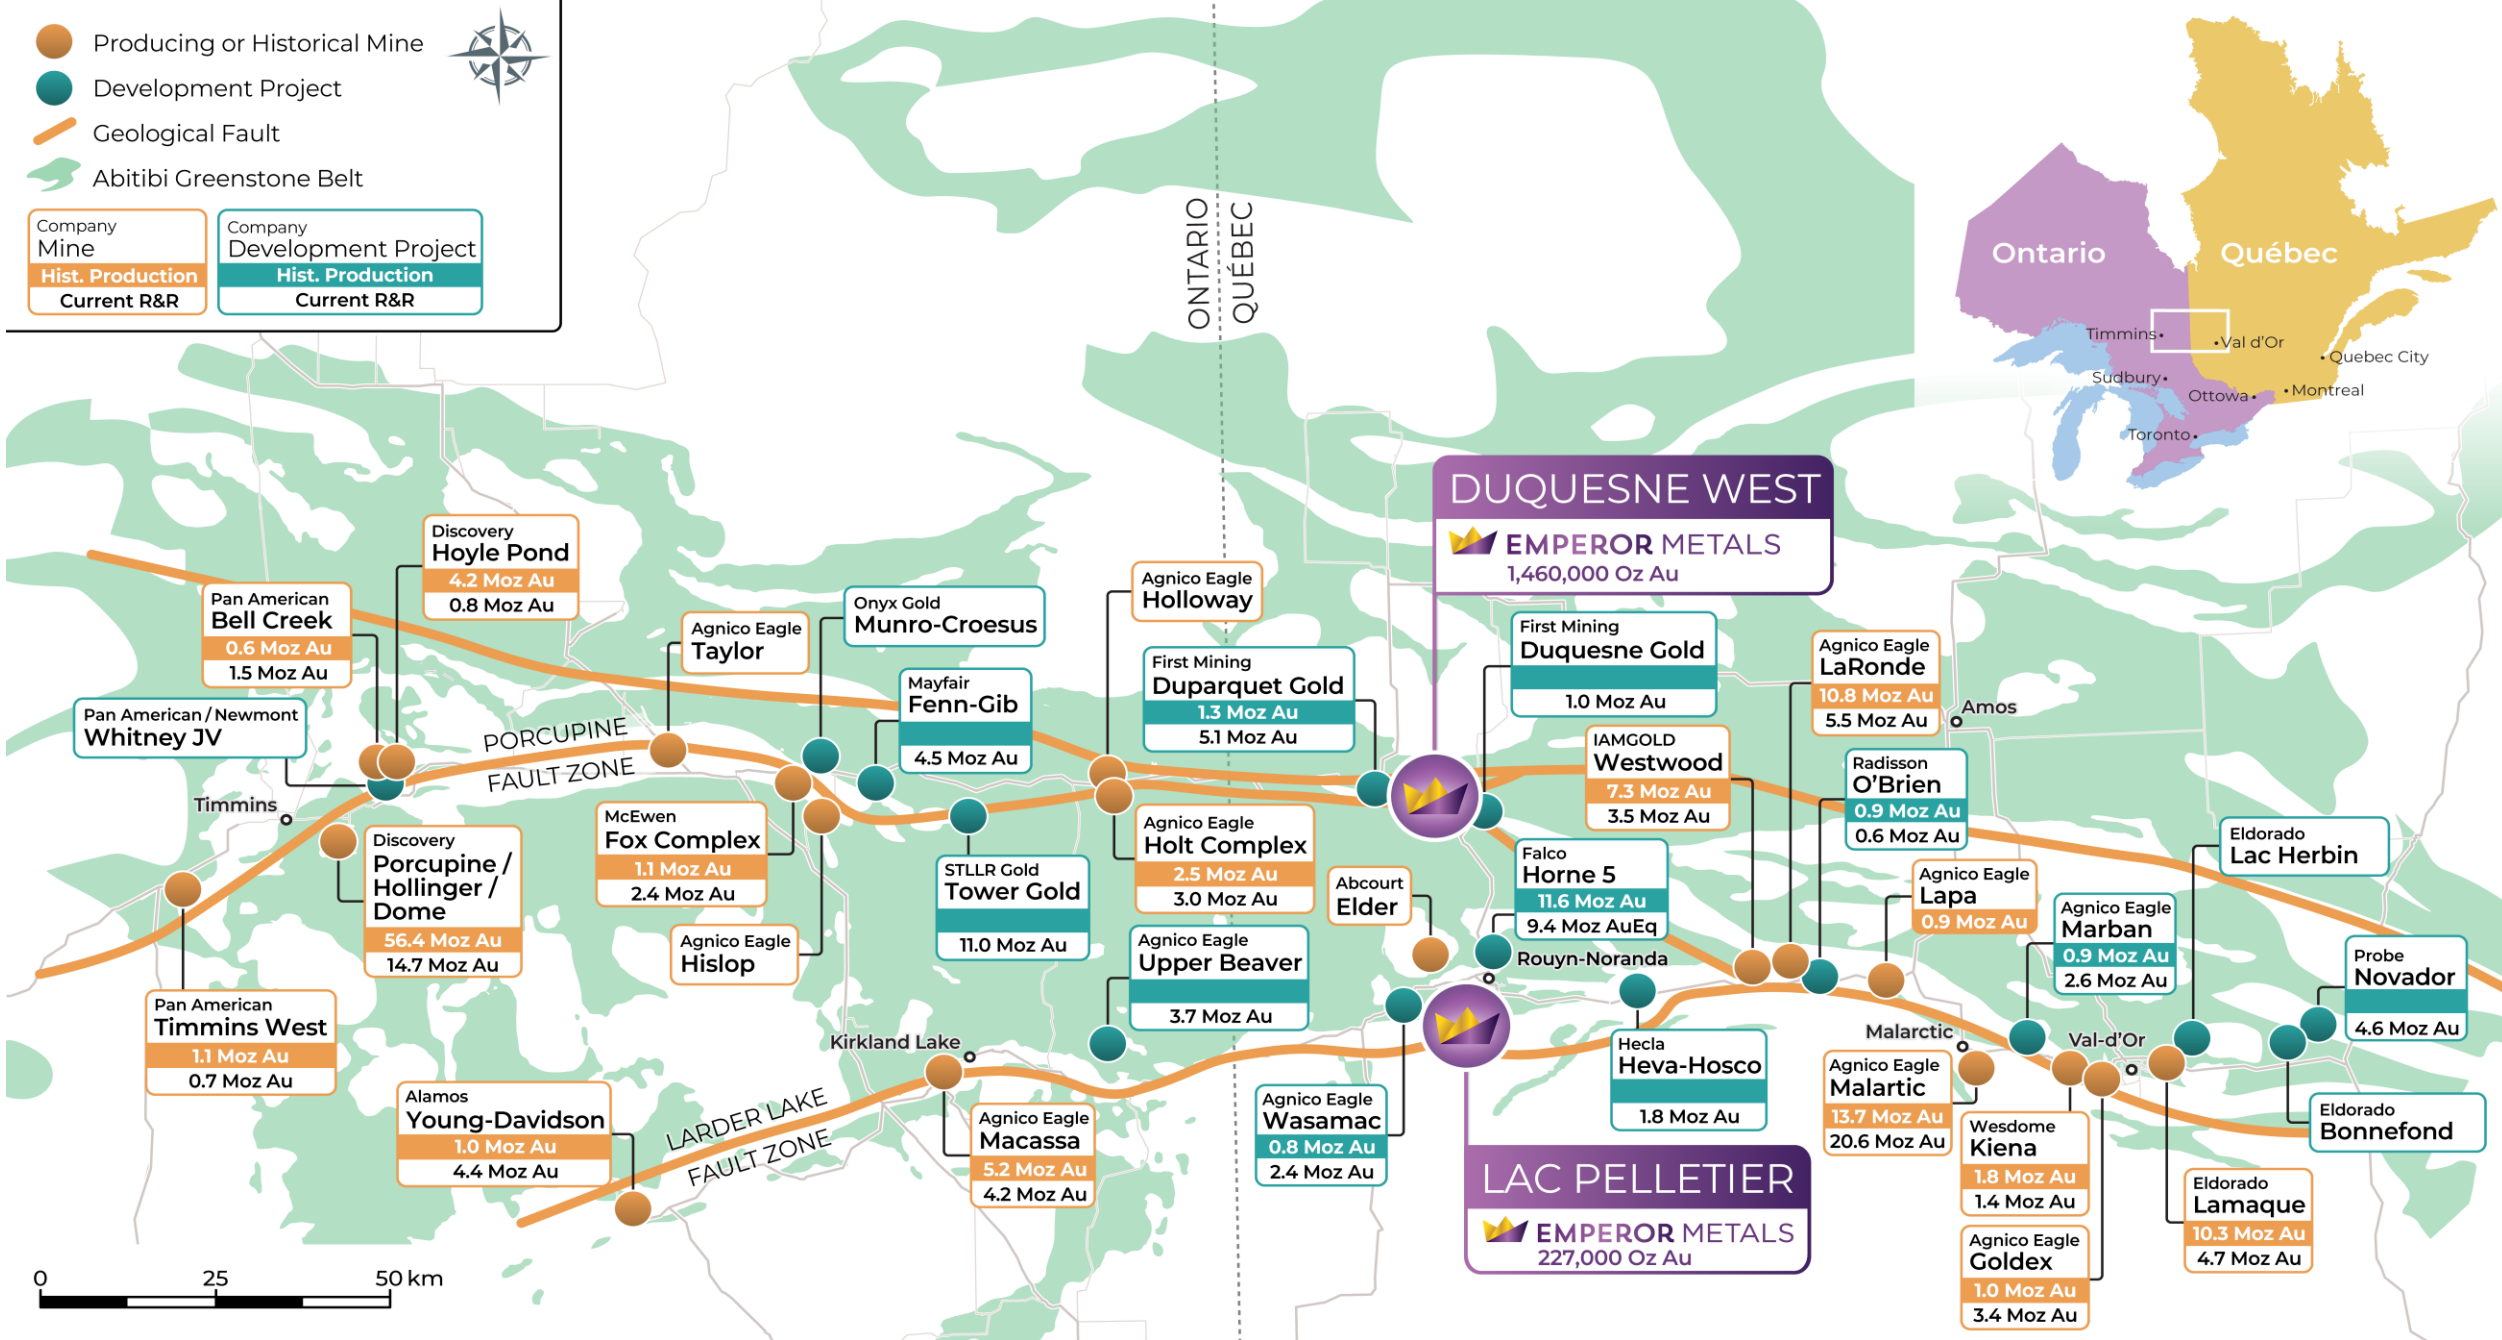 Producing or Historical Mine
Development Project
Geological Fault
Abitibi Greenstone Belt
Company
Mine
Hist. Production
Current R&R
Company
Development Project
Hist. Production
Current R&R
ONTARIO
QUÉBEC
Ontario
Québec
Timmins
Val d'Or
Quebec City
Sudbury
Ottowa
Montreal
Toronto
DUQUESNE WEST
EMPEROR METALS
1,460,000 Oz Au
Discovery
Hoyle Pond
4.2 Moz Au
0.8 Moz Au
Pan American
Bell Creek
0.6 Moz Au
1.5 Moz Au
Pan American / Newmont
Whitney JV
Timmins
PORCUPINE
FAULT ZONE
Agnico Eagle
Taylor
Onyx Gold
Munro-Croesus
Mayfair
Fenn-Gib
4.5 Moz Au
Agnico Eagle
Holloway
First Mining
Duparquet Gold
1.3 Moz Au
5.1 Moz Au
First Mining
Duquesne Gold
1.0 Moz Au
Agnico Eagle
LaRonde
10.8 Moz Au
5.5 Moz Au
Amos
IAMGOLD
Westwood
7.3 Moz Au
3.5 Moz Au
Radisson
O'Brien
0.9 Moz Au
0.6 Moz Au
Discovery
Porcupine /
Hollinger /
Dome
56.4 Moz Au
14.7 Moz Au
McEwen
Fox Complex
1.1 Moz Au
2.4 Moz Au
Agnico Eagle
Hislop
STLLR Gold
Tower Gold
11.0 Moz Au
Agnico Eagle
Holt Complex
2.5 Moz Au
3.0 Moz Au
Abcourt
Elder
Falco
Horne 5
11.6 Moz Au
9.4 Moz AuEq
Rouyn-Noranda
Agnico Eagle
Lapa
0.9 Moz Au
Eldorado
Lac Herbin
Agnico Eagle
Marban
0.9 Moz Au
2.6 Moz Au
Probe
Novador
4.6 Moz Au
Pan American
Timmins West
1.1 Moz Au
0.7 Moz Au
Agnico Eagle
Upper Beaver
3.7 Moz Au
Kirkland Lake
Alamos
Young-Davidson
1.0 Moz Au
4.4 Moz Au
LARDER LAKE
FAULT ZONE
Agnico Eagle
Macassa
5.2 Moz Au
4.2 Moz Au
Agnico Eagle
Wasamac
0.8 Moz Au
2.4 Moz Au
Hecla
Heva-Hosco
1.8 Moz Au
Malarctic
Val-d'Or
Agnico Eagle
Malartic
13.7 Moz Au
20.6 Moz Au
Wesdome
Kiena
1.8 Moz Au
1.4 Moz Au
Eldorado
Bonnefond
LAC PELLETIER
EMPEROR METALS
227,000 Oz Au
Agnico Eagle
Goldex
1.0 Moz Au
3.4 Moz Au
Eldorado
Lamaque
10.3 Moz Au
4.7 Moz Au
0 25 50 km